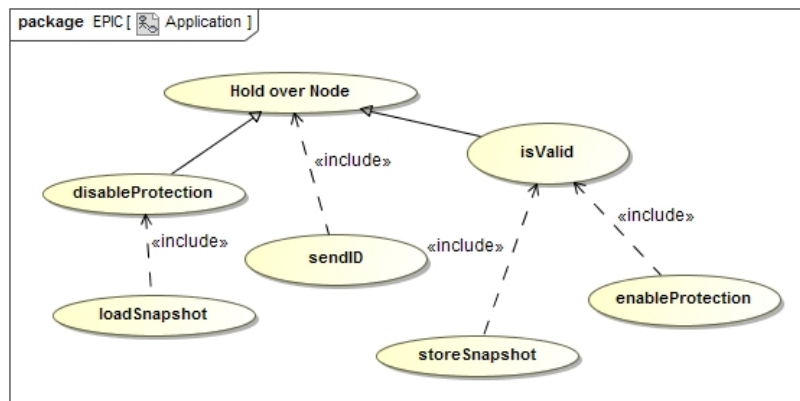 package EPIC [ Application ]
Hold over Node
isValid
«include»
disableProtection
«include»
«include»
«include»
sendID
enableProtection
loadSnapshot
storeSnapshot